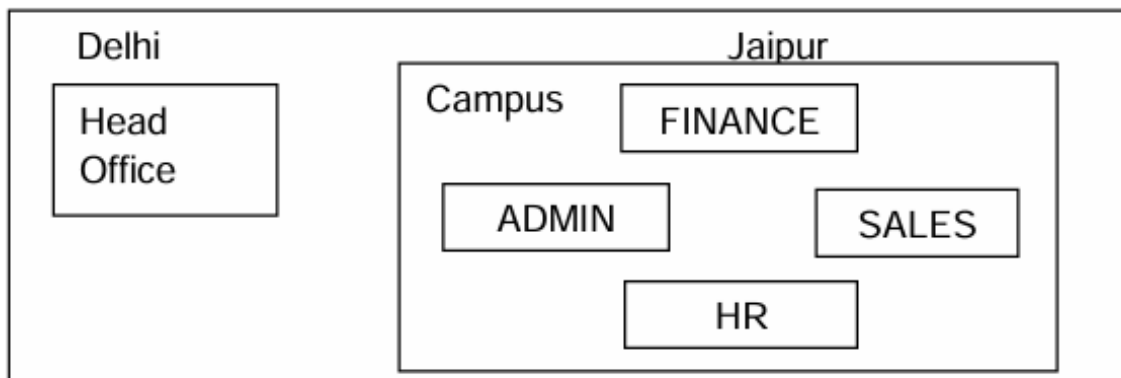 Delhi
Jaipur
Head
Office
Campus
FINANCE
ADMIN
SALES
HR